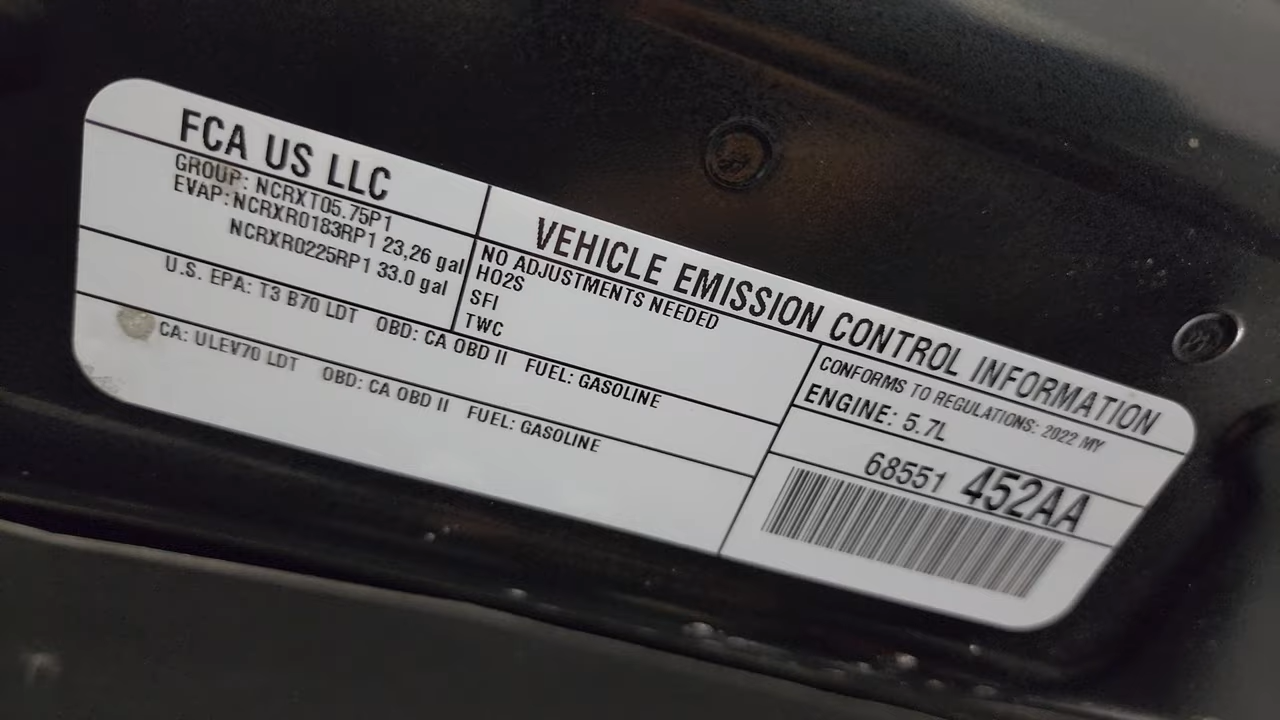 FCA US LLC
GROUP: NCRXT05.75P1
EVAP: NCRXR0183RP1 23,26 gal
NCRXR0225RP1 33.0 gal
VEHICLE EMISSION CONTROL INFORMATION
NO ADJUSTMENTS NEEDED
HO2S
SFI
TWC
CONFORMS TO REGULATIONS: 2022 MY
ENGINE: 5.7L
U.S. EPA: T3 B70 LDT OBD: CA OBD II FUEL: GASOLINE
CA: ULEV70 LDT OBD: CA OBD II FUEL: GASOLINE
68551 452AA